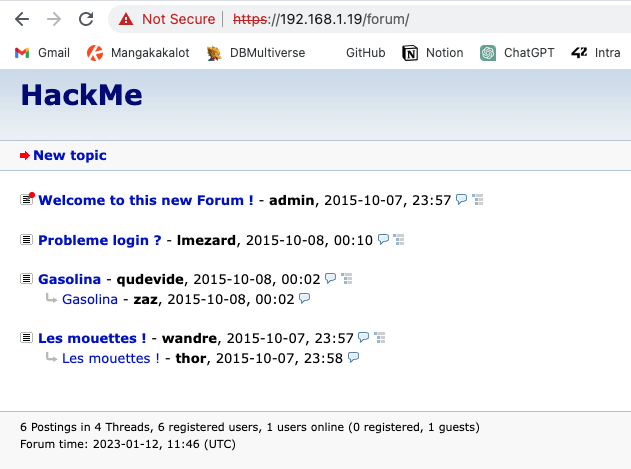 Not Secure | https://192.168.1.19/forum/
Gmail Mangakakalot DBMultiverse GitHub Notion ChatGPT 42 Intra
HackMe
New topic
Welcome to this new Forum ! - admin, 2015-10-07, 23:57
Probleme login ? - lmezard, 2015-10-08, 00:10
Gasolina - qudevide, 2015-10-08, 00:02
Gasolina - zaz, 2015-10-08, 00:02
Les mouettes ! - wandre, 2015-10-07, 23:57
Les mouettes ! - thor, 2015-10-07, 23:58
6 Postings in 4 Threads, 6 registered users, 1 users online (0 registered, 1 guests)
Forum time: 2023-01-12, 11:46 (UTC)